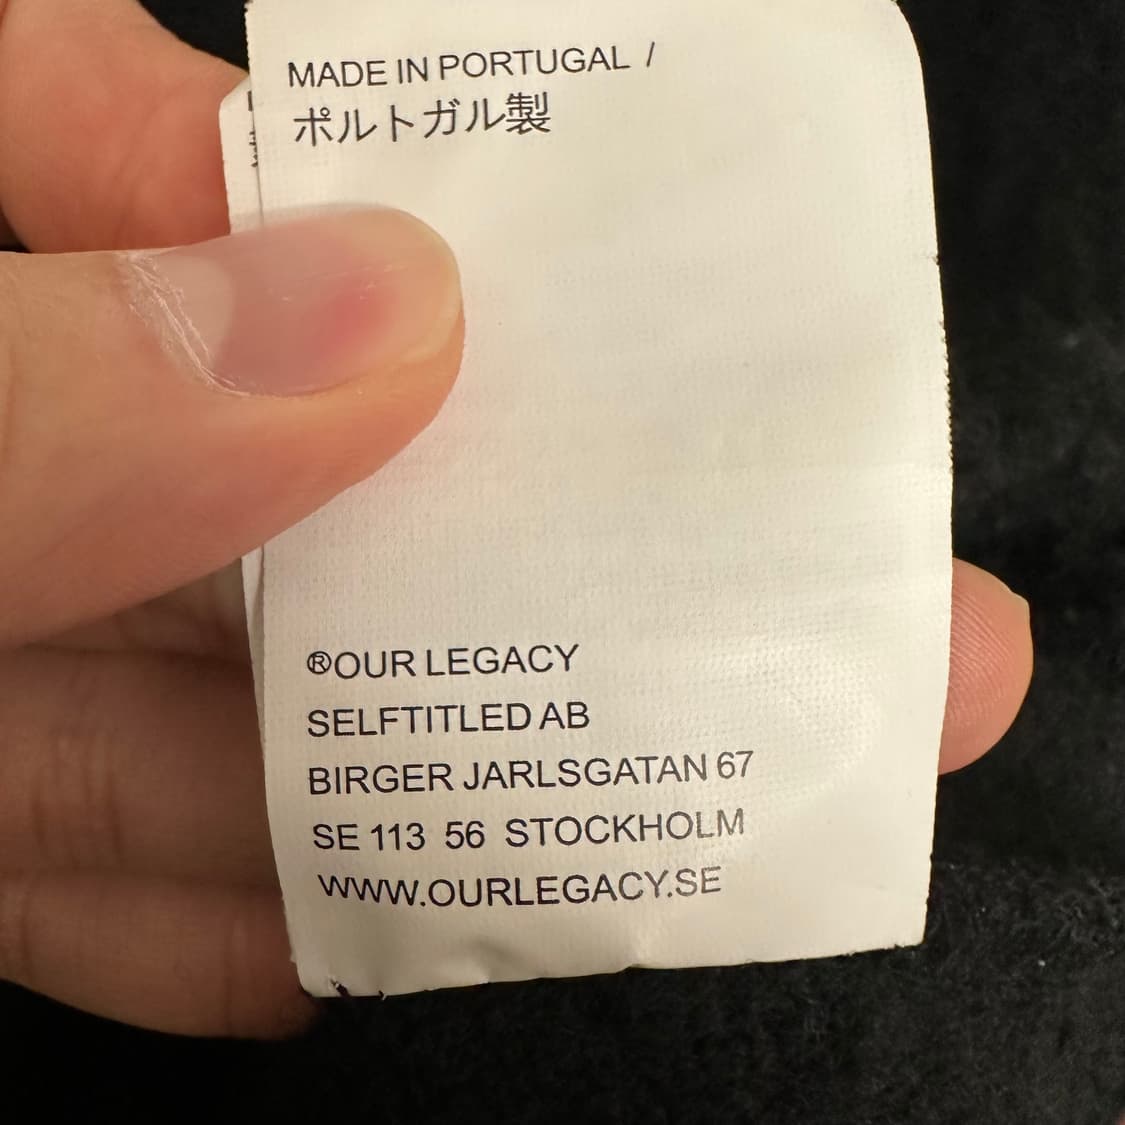 MADE IN PORTUGAL /
ポルトガル製
®OUR LEGACY
SELFTITLED AB
BIRGER JARLSGATAN 67
SE 113 56 STOCKHOLM
WWW.OURLEGACY.SE